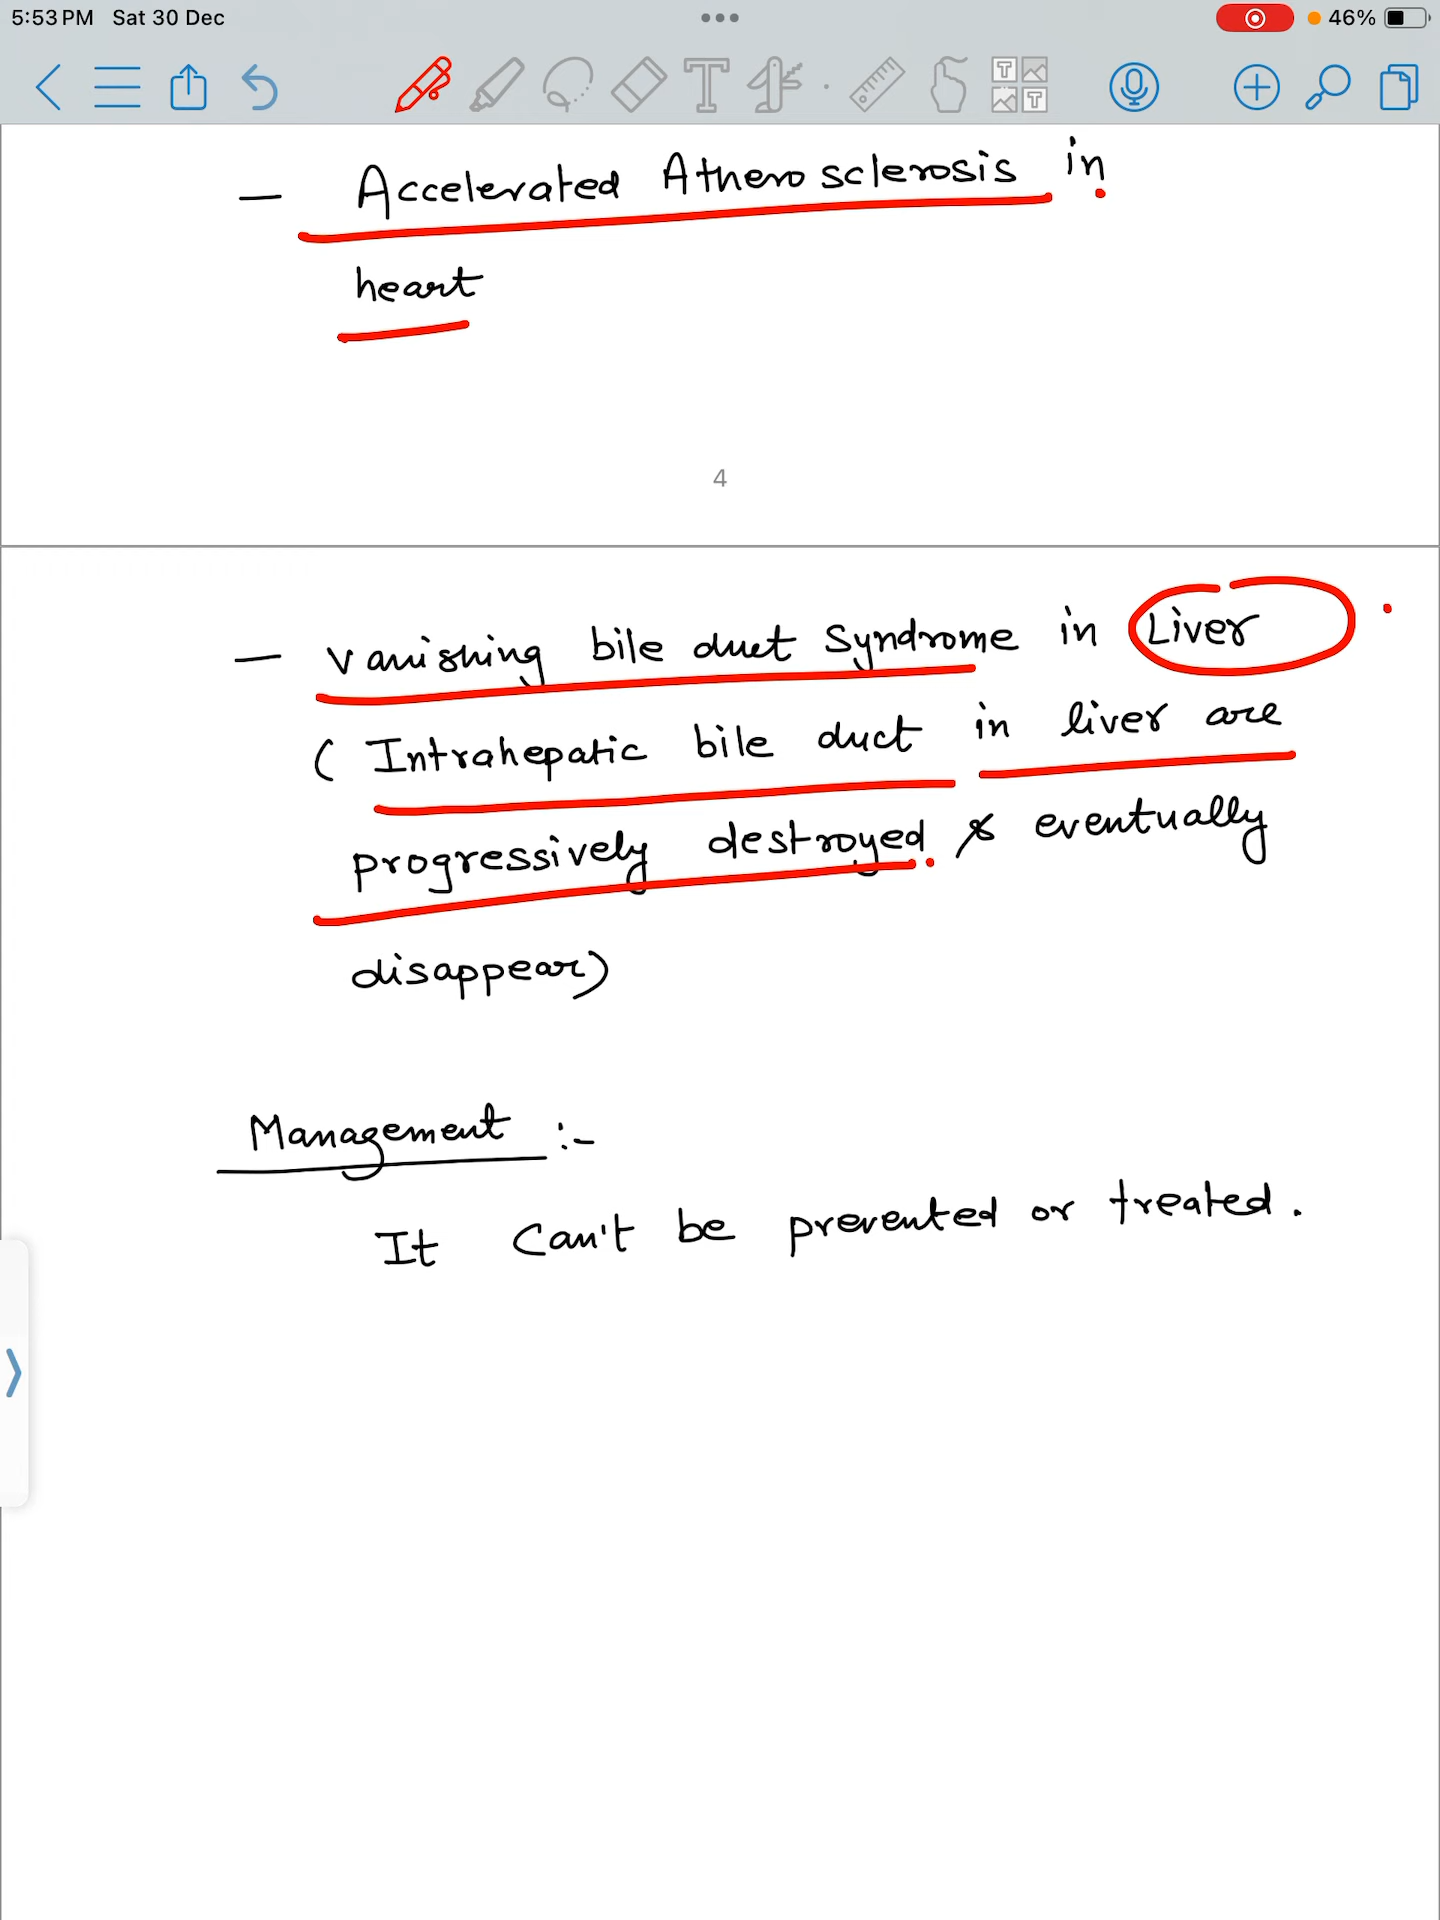 5:53 PM Sat 30 Dec
46%
— Accelerated Atherosclerosis in
heart
4
— Vanishing bile duct Syndrome in Liver
( Intrahepatic bile duct in liver are
progressively destroyed & eventually
disappear)
Management :-
It Can't be prevented or treated.